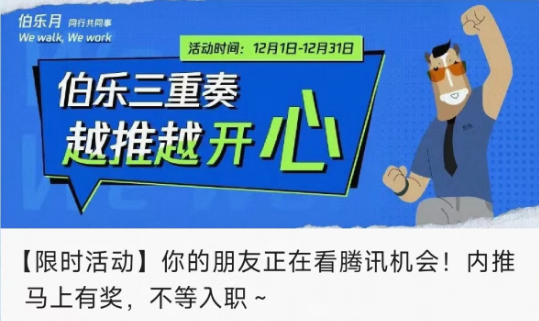 伯乐月 同行共同事
We walk, We work
活动时间：12月1日-12月31日
伯乐三重奏
越推越开心
【限时活动】你的朋友正在看腾讯机会！内推
马上有奖，不等入职~